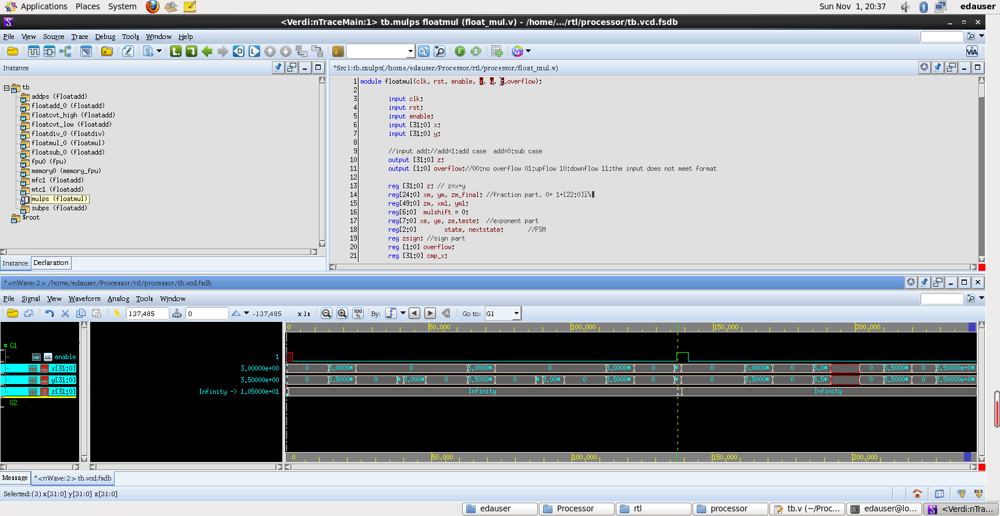 Applications Places System
Sun Nov 1, 20:37 edauser
<Verdi:nTraceMain:1> tb.mulps floatmul (float_mul.v) - /home/.../rtl/processor/tb.vcd.fsdb
File View Source Trace Debug Tools Window Help
Instance
*Src1:tb.mulps(/home/edauser/Processor/rtl/processor/float_mul.v)
tb
addps (floatadd)
floatadd_0 (floatadd)
floatcvt_high (floatadd)
floatcvt_low (floatadd)
floatdiv_0 (floatdiv)
floatmul_0 (floatmul)
floatsub_0 (floatadd)
fpu0 (fpu)
memory0 (memory_fpu)
mfc1 (floatadd)
mtc1 (floatadd)
mulps (floatmul)
subps (floatadd)
$root
Instance Declaration
1 module floatmul(clk, rst, enable, x, y, z,overflow);
2
3 input clk;
4 input rst;
5 input enable;
6 input [31:0] x;
7 input [31:0] y;
8
9 //input add;//add=1:add case add=0:sub case
10 output [31:0] z;
11 output [1:0] overflow;//00:no overflow 01:upflow 10:downflow 11:the input does not meet format
12
13 reg [31:0] z; // z=x+y
14 reg[24:0] xm, ym, zm_final; //fraction part, 0+ 1+[22:0]ï¼
15 reg[49:0] zm, xm1, ym1;
16 reg[6:0] mulshift = 0;
17 reg[7:0] xe, ye, ze,teste; //exponent part
18 reg[2:0] state, nextstate; //FSM
19 reg zsign; //sign part
20 reg [1:0] overflow;
21 reg [31:0] cmp_x;
*<nWave:2> /home/edauser/Processor/rtl/processor/tb.vcd.fsdb
File Signal View Waveform Analog Tools Window
137,485 0 -137,485 x 1s 100% By: Go to: G1
0 50,000 100,000 150,000 200,000
= G1
ver enable 1
ver x[31:0] 3.00000e+00 0 3.0000* 0 3.0000* 0 3.0000* 0 * 0 3.0000* 0 3.0* 0 3.5000* 0 3.50000e+0*
ver y[31:0] 3.50000e+00 0 3.5000* 0 * 3.000* 0 3.5000* 0 * 3.00* 0 3.5000* 0 * 0 3.5000* 0 3.5* 0 3.5000* 0 3.50000e+0*
ver z[31:0] Infinity -> 1.05000e+01 Infinity Infinity
G2
0 50,000 100,000 150,000 200,000
Message *<nWave:2> tb.vcd.fsdb
Selected:(3) x[31:0] y[31:0] z[31:0]
edauser Processor rtl processor tb.v (~/Proc... edauser@lo... <Verdi:nTra...